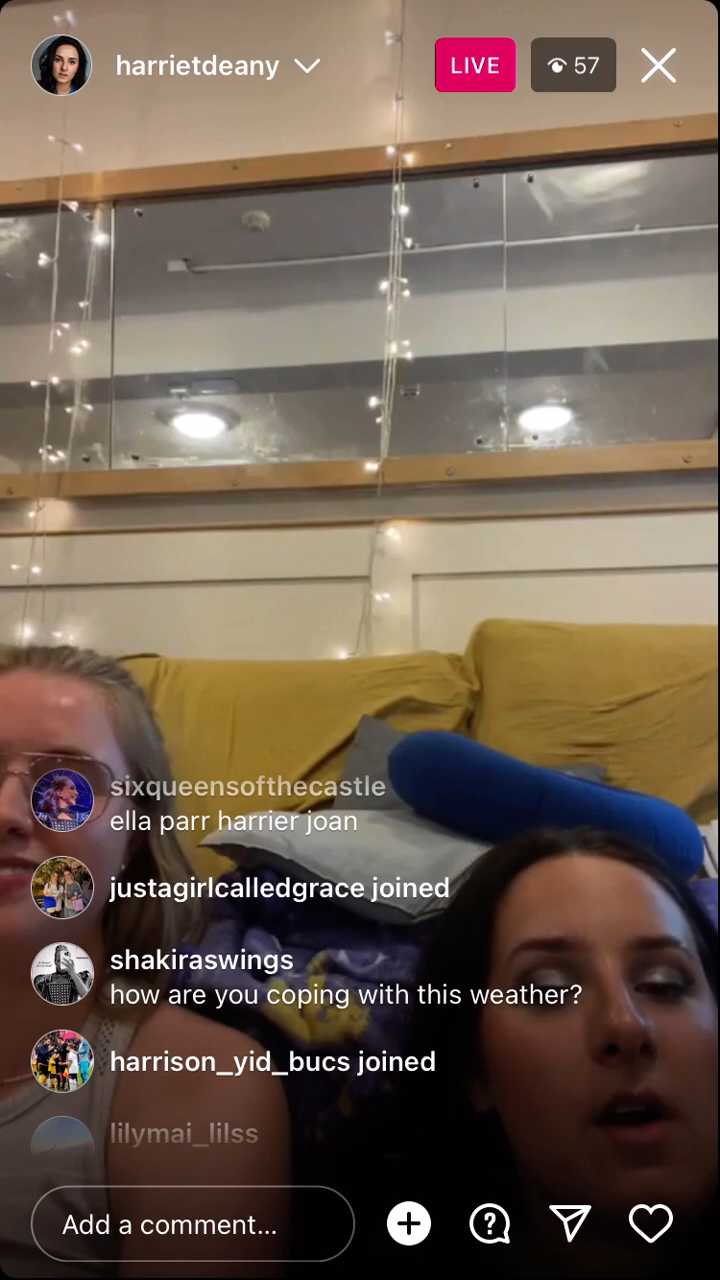 harrietdeany
LIVE
57
sixqueensofthecastle
ella parr harrier joan
justagirlcalledgrace joined
shakiraswings
how are you coping with this weather?
harrison_yid_bucs joined
lilymai_lilss
Add a comment...